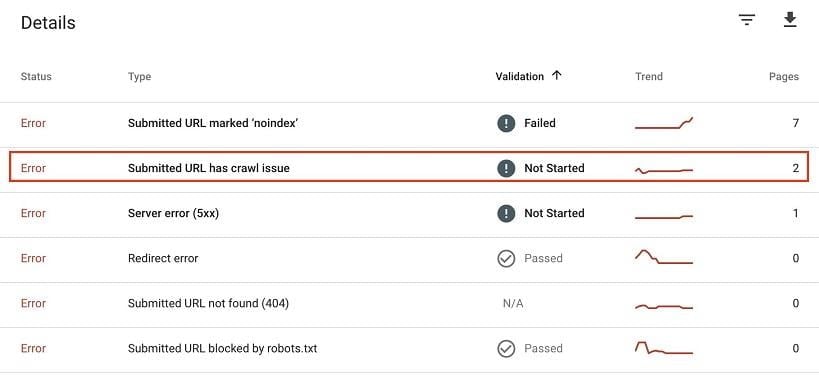 Details
Status Type Validation Trend Pages
Error Submitted URL marked ‘noindex’ Failed 7
Error Submitted URL has crawl issue Not Started 2
Error Server error (5xx) Not Started 1
Error Redirect error Passed 0
Error Submitted URL not found (404) N/A 0
Error Submitted URL blocked by robots.txt Passed 0